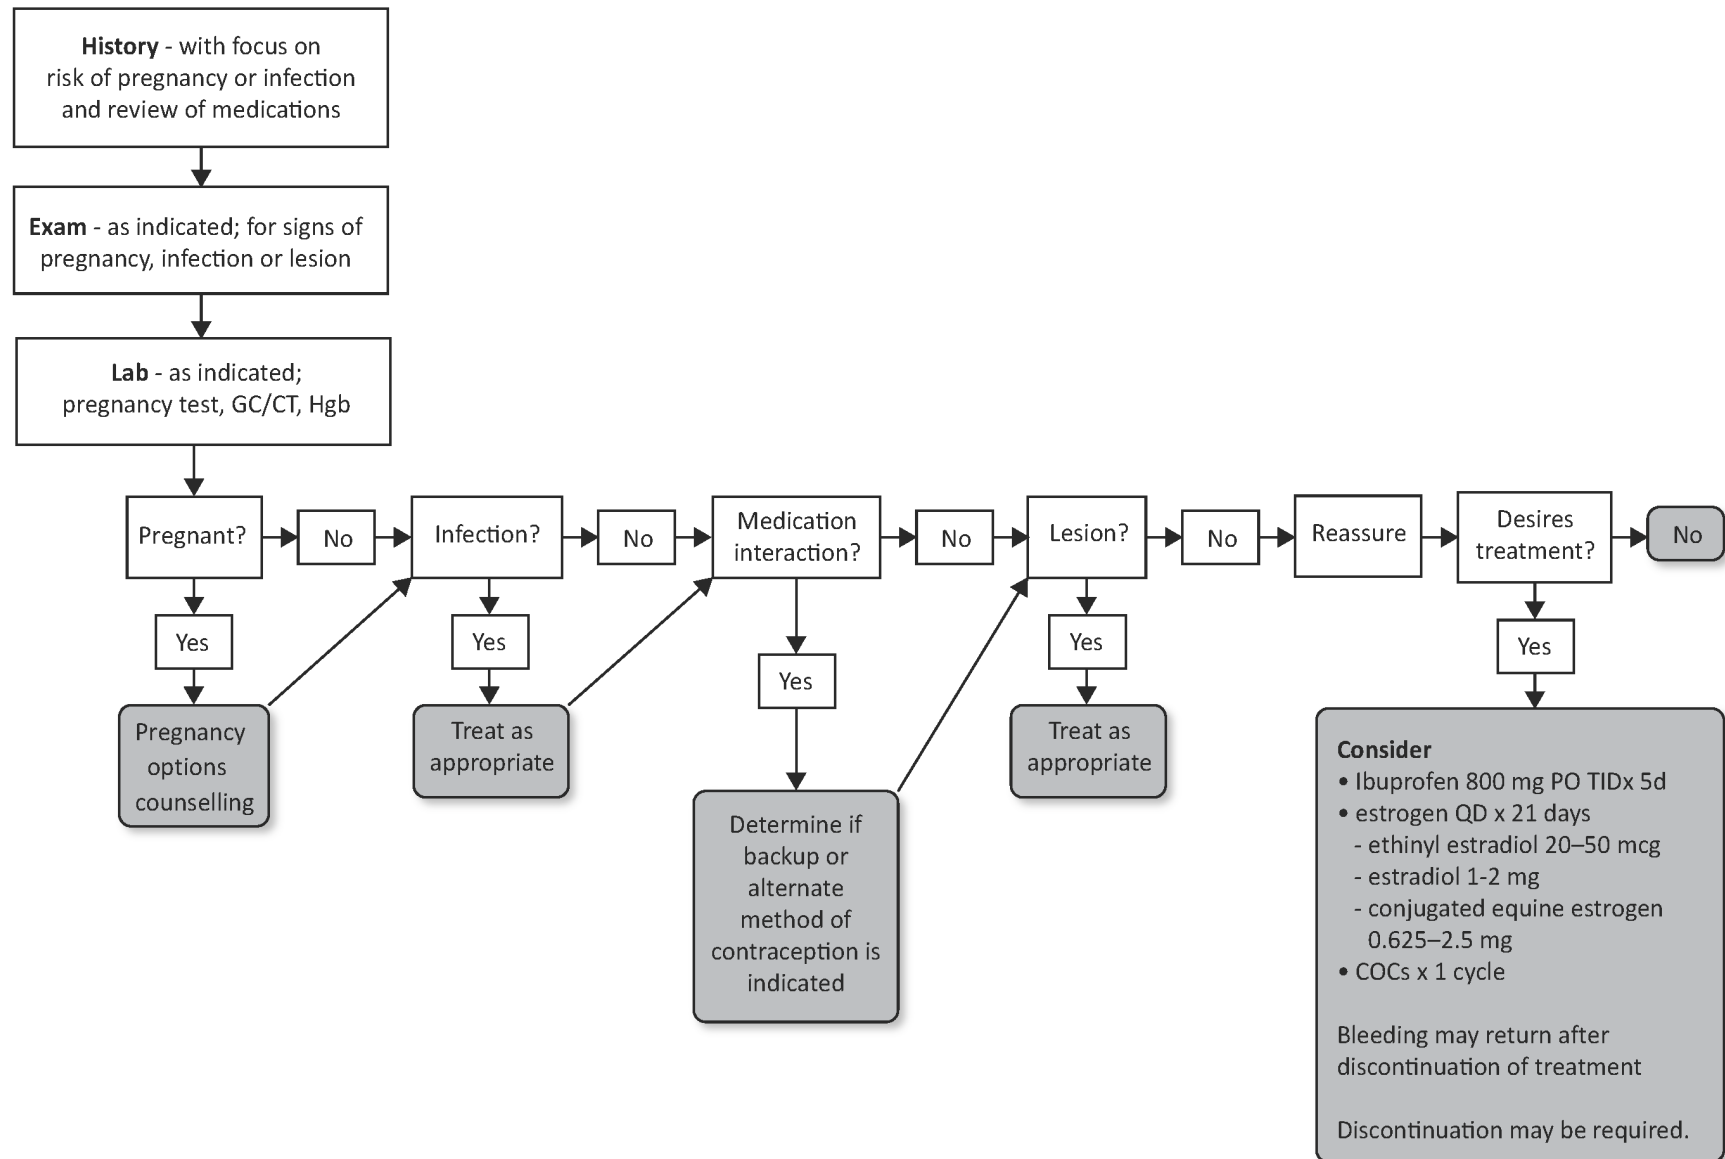 History - with focus on
risk of pregnancy or infection
and review of medications
Exam - as indicated; for signs of
pregnancy, infection or lesion
Lab - as indicated;
pregnancy test, GC/CT, Hgb
Pregnant?
No
Infection?
No
Medication
interaction?
No
Lesion?
No
Reassure
Desires
treatment?
No
Yes
Yes
Yes
Yes
Yes
Pregnancy
options
counselling
Treat as
appropriate
Determine if
backup or
alternate
method of
contraception is
indicated
Treat as
appropriate
Consider
• Ibuprofen 800 mg PO TIDx 5d
• estrogen QD x 21 days
- ethinyl estradiol 20–50 mcg
- estradiol 1-2 mg
- conjugated equine estrogen
0.625–2.5 mg
• COCs x 1 cycle
Bleeding may return after
discontinuation of treatment
Discontinuation may be required.